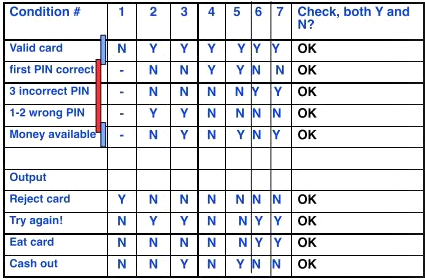 Condition # 1 2 3 4 5 6 7 Check, both Y and
N?
Valid card N Y Y Y Y Y Y OK
first PIN correct - N N Y Y N N OK
3 incorrect PIN - N N N N Y Y OK
1-2 wrong PIN - Y Y N N N N OK
Money available - N Y N Y N Y OK
Output
Reject card Y N N N N N N OK
Try again! N Y Y N N Y Y OK
Eat card N N N N N Y Y OK
Cash out N N Y N Y N N OK